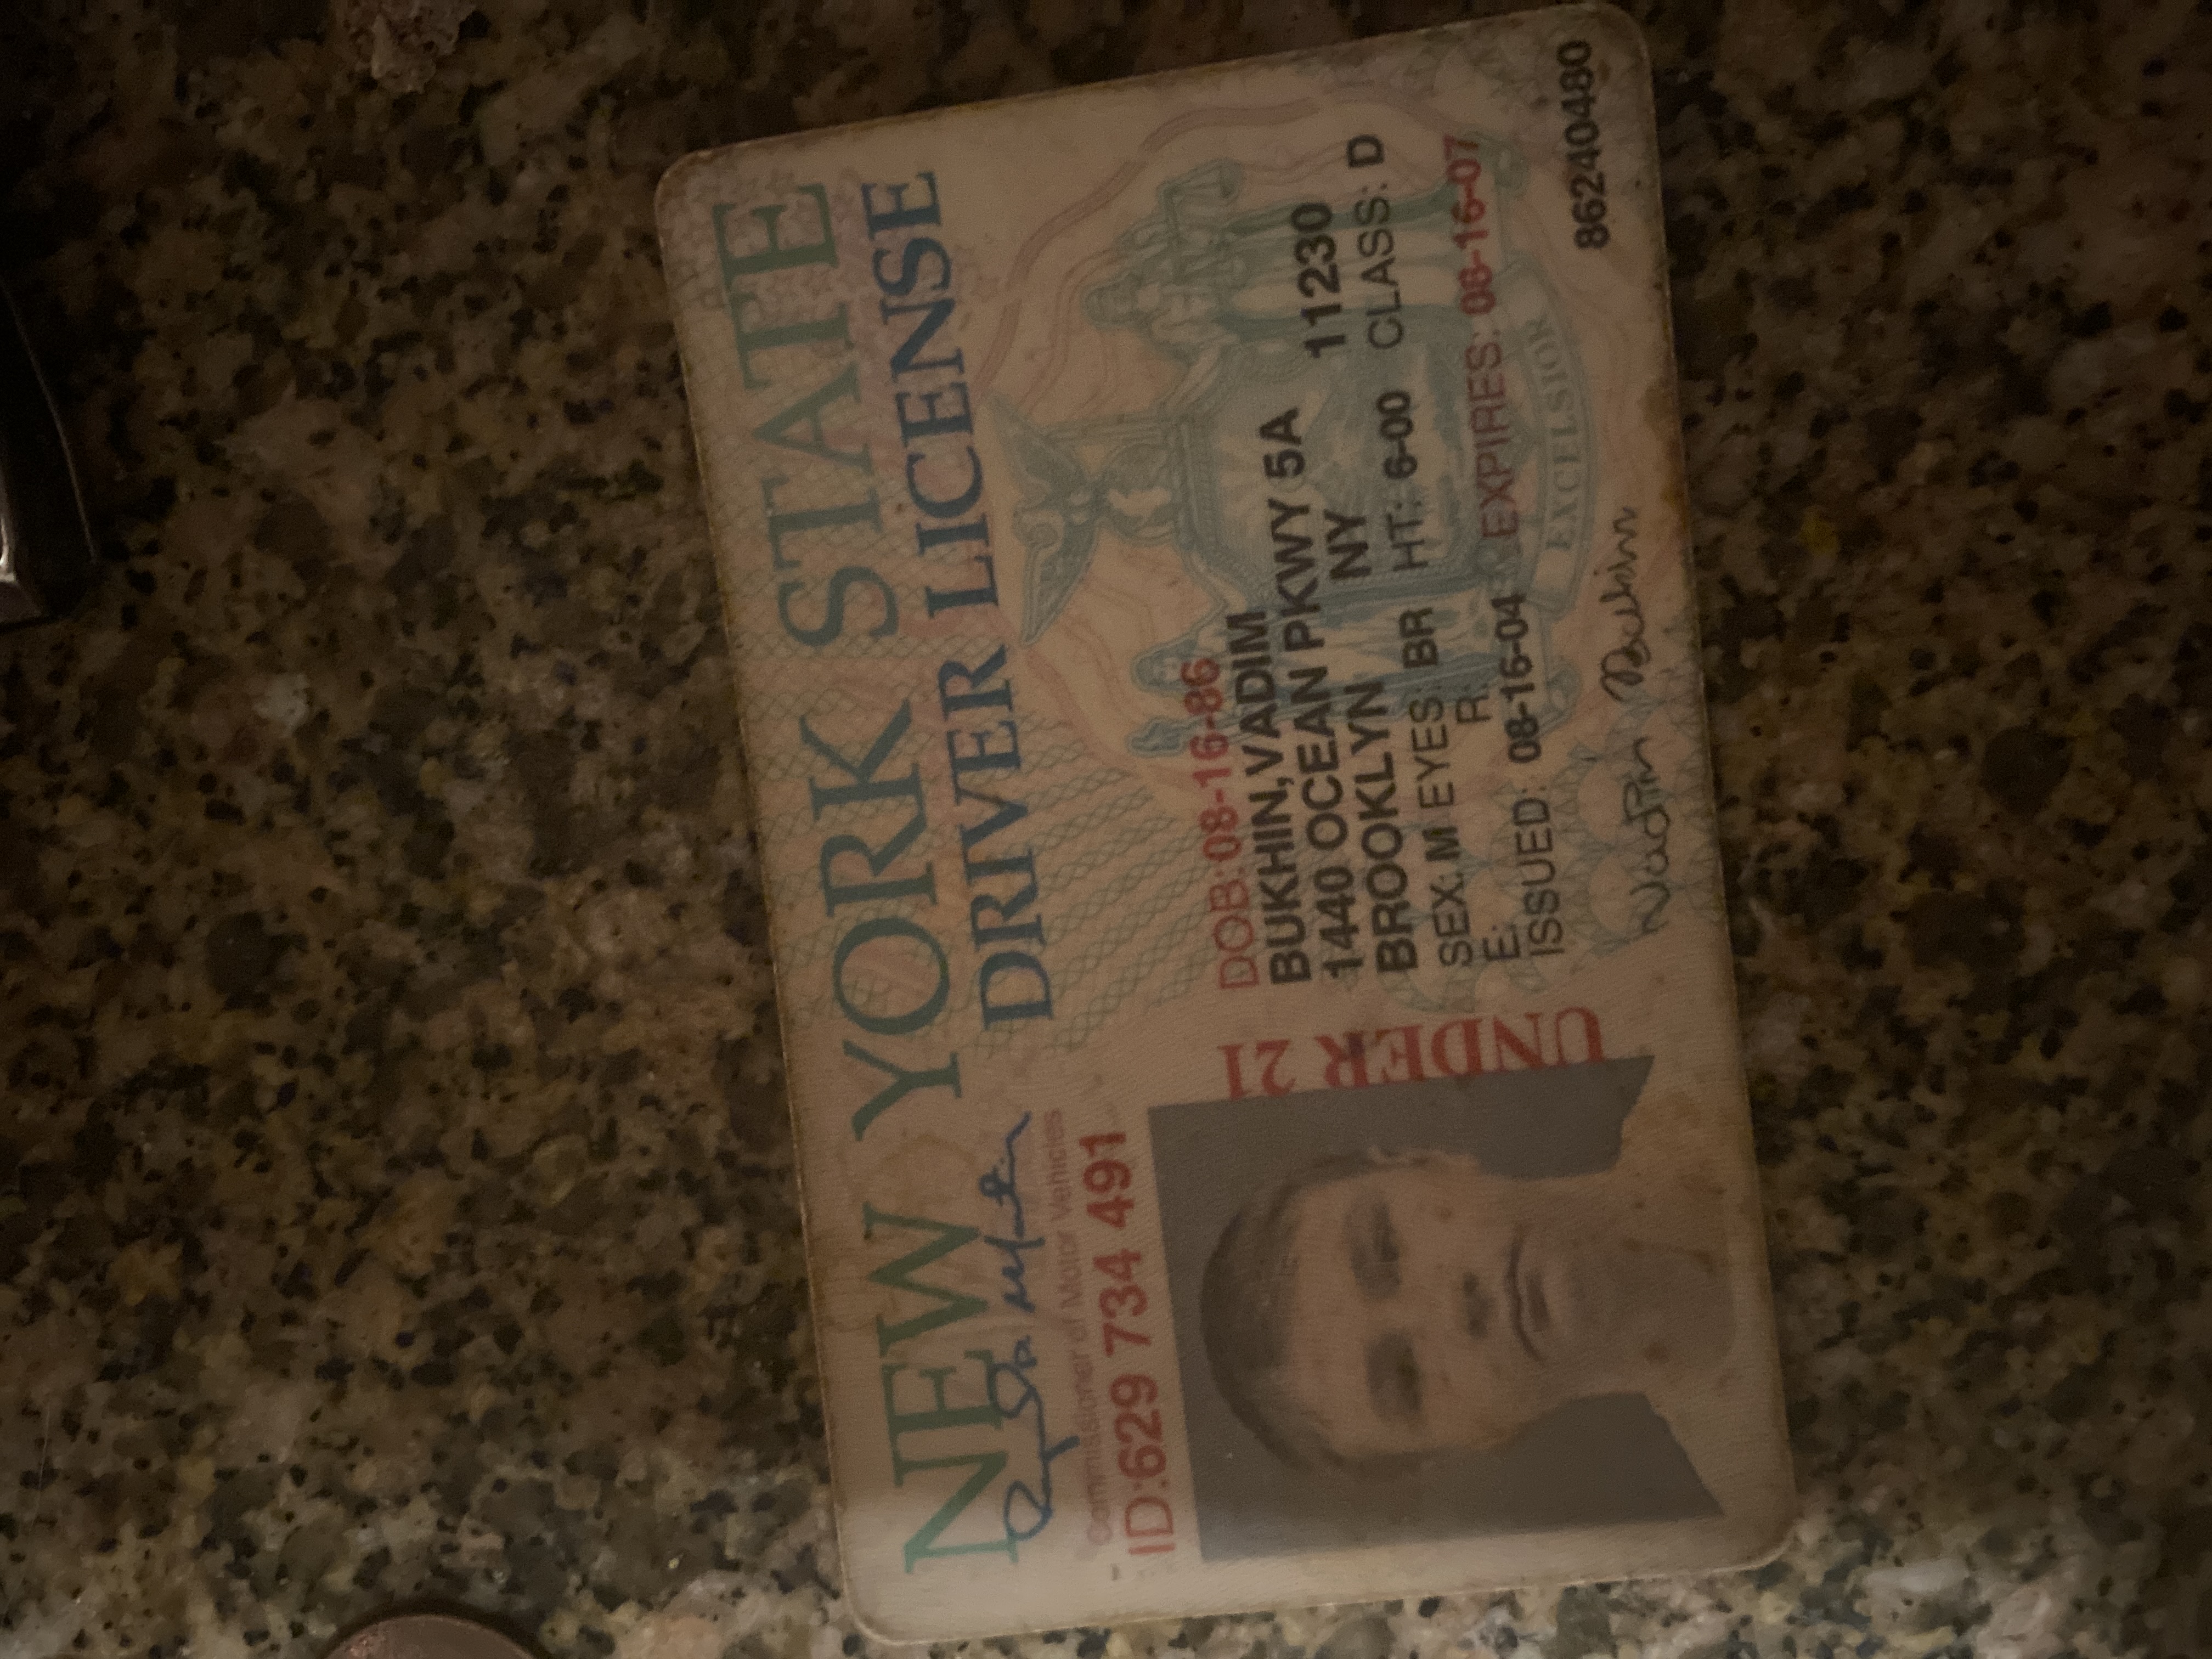 NEW YORK STATE
DRIVER LICENSE
Commissioner of Motor Vehicles
ID:629 734 491
DOB:08-16-86
BUKHIN,VADIM
1440 OCEAN PKWY 5A
BROOKLYN NY 11230
SEX: M EYES: BR HT: 6-00 CLASS: D
E: R:
ISSUED: 08-16-04 EXPIRES: 08-16-07
UNDER 21
EXCELSIOR
Vadim Bukhin
862404480